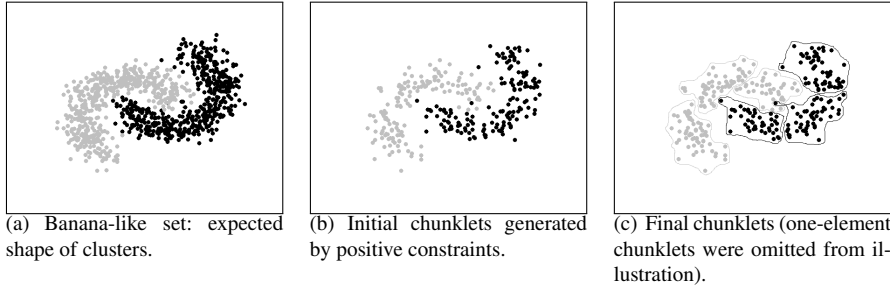 (a) Banana-like set: expected
shape of clusters.
(b) Initial chunklets generated
by positive constraints.
(c) Final chunklets (one-element
chunklets were omitted from il-
lustration).